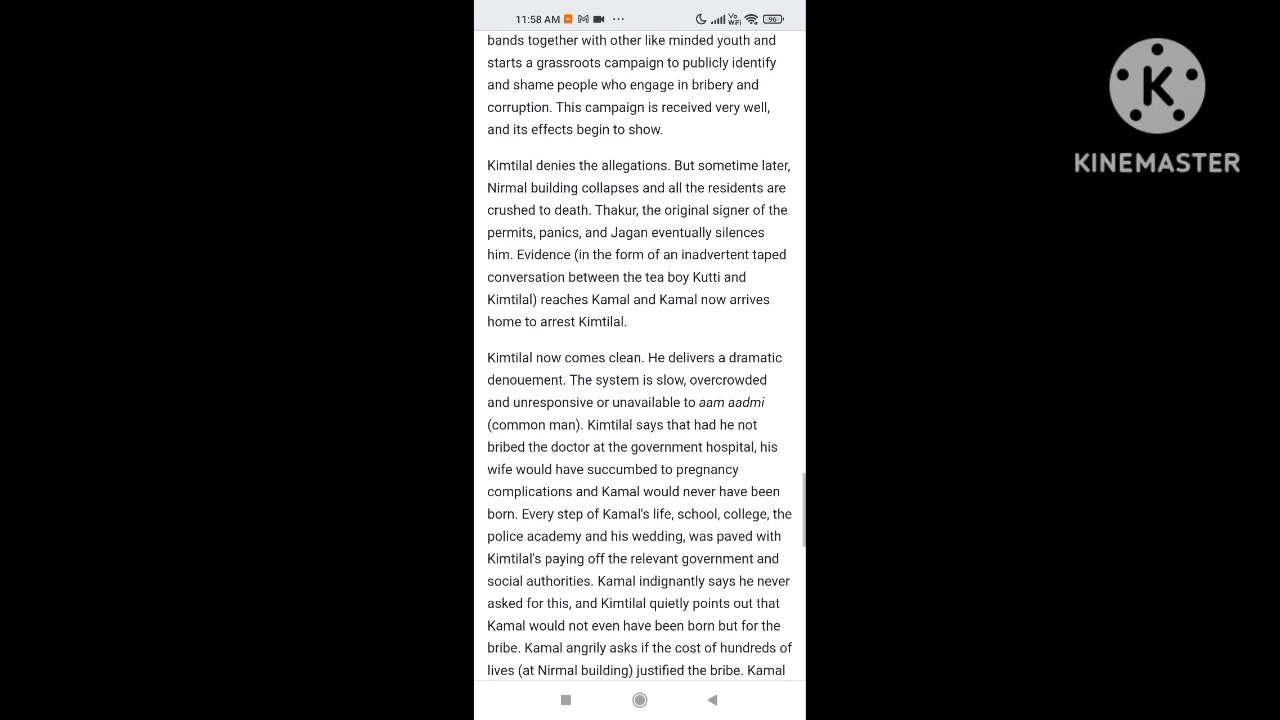 11:58 AM
Vo
WiFi
96
bands together with other like minded youth and
starts a grassroots campaign to publicly identify
and shame people who engage in bribery and
corruption. This campaign is received very well,
and its effects begin to show.
Kimtilal denies the allegations. But sometime later,
Nirmal building collapses and all the residents are
crushed to death. Thakur, the original signer of the
permits, panics, and Jagan eventually silences
him. Evidence (in the form of an inadvertent taped
conversation between the tea boy Kutti and
Kimtilal) reaches Kamal and Kamal now arrives
home to arrest Kimtilal.
Kimtilal now comes clean. He delivers a dramatic
denouement. The system is slow, overcrowded
and unresponsive or unavailable to aam aadmi
(common man). Kimtilal says that had he not
bribed the doctor at the government hospital, his
wife would have succumbed to pregnancy
complications and Kamal would never have been
born. Every step of Kamal's life, school, college, the
police academy and his wedding, was paved with
Kimtilal's paying off the relevant government and
social authorities. Kamal indignantly says he never
asked for this, and Kimtilal quietly points out that
Kamal would not even have been born but for the
bribe. Kamal angrily asks if the cost of hundreds of
lives (at Nirmal building) justified the bribe. Kamal
K
KINEMASTER